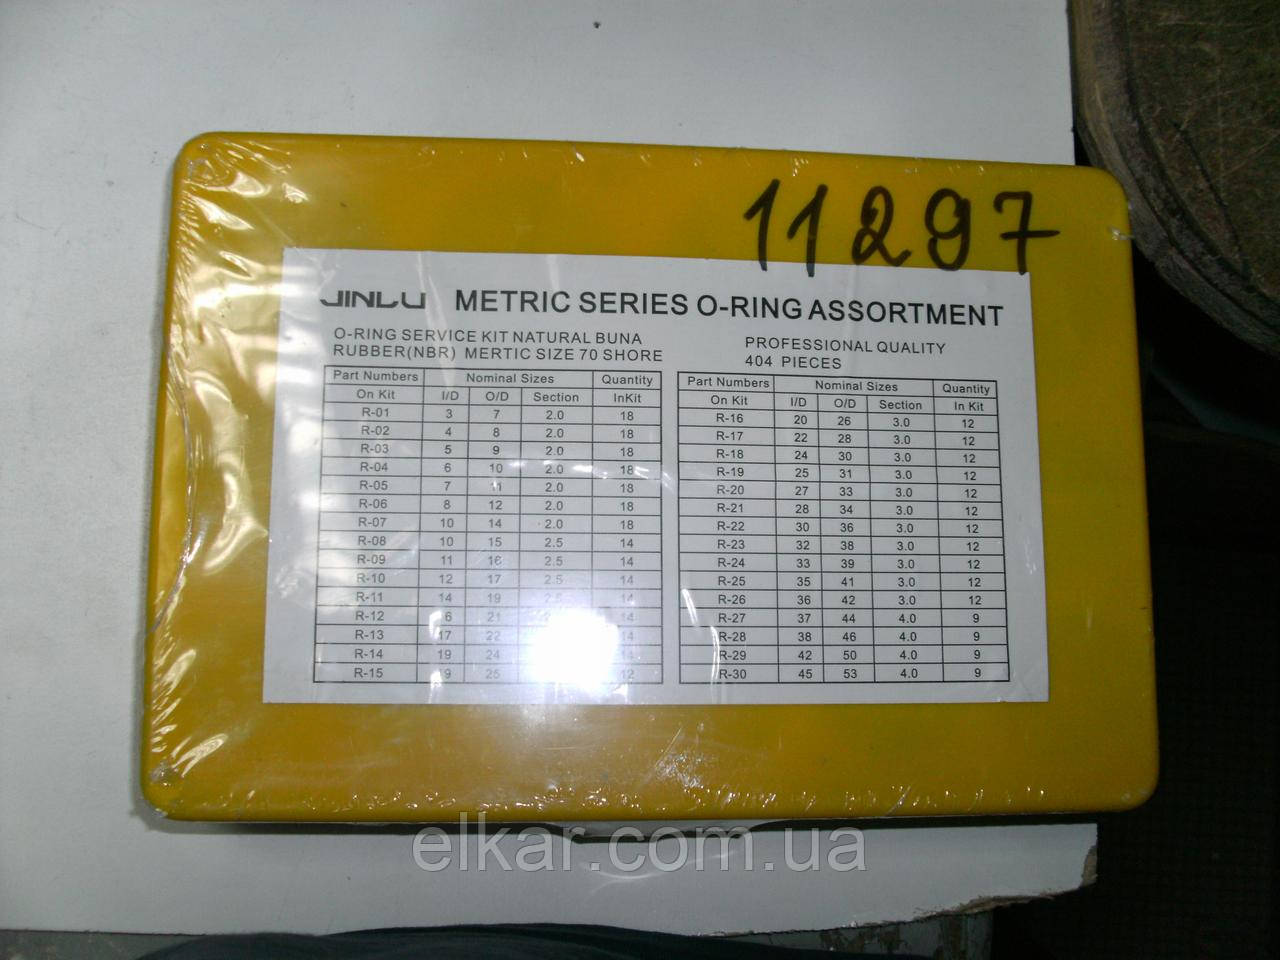 11297
JINLU METRIC SERIES O-RING ASSORTMENT
O-RING SERVICE KIT NATURAL BUNA
RUBBER(NBR) MERTIC SIZE 70 SHORE
PROFESSIONAL QUALITY
404 PIECES
Part Numbers Nominal Sizes Quantity
On Kit I/D O/D Section InKit
R-01 3 7 2.0 18
R-02 4 8 2.0 18
R-03 5 9 2.0 18
R-04 6 10 2.0 18
R-05 7 11 2.0 18
R-06 8 12 2.0 18
R-07 10 14 2.0 18
R-08 10 15 2.5 14
R-09 11 16 2.5 14
R-10 12 17 2.5 14
R-11 14 19 2.5 14
R-12 6 21 14
R-13 17 22 14
R-14 19 24
R-15 9 25 12
Part Numbers Nominal Sizes Quantity
On Kit I/D O/D Section In Kit
R-16 20 26 3.0 12
R-17 22 28 3.0 12
R-18 24 30 3.0 12
R-19 25 31 3.0 12
R-20 27 33 3.0 12
R-21 28 34 3.0 12
R-22 30 36 3.0 12
R-23 32 38 3.0 12
R-24 33 39 3.0 12
R-25 35 41 3.0 12
R-26 36 42 3.0 12
R-27 37 44 4.0 9
R-28 38 46 4.0 9
R-29 42 50 4.0 9
R-30 45 53 4.0 9
elkar.com.ua